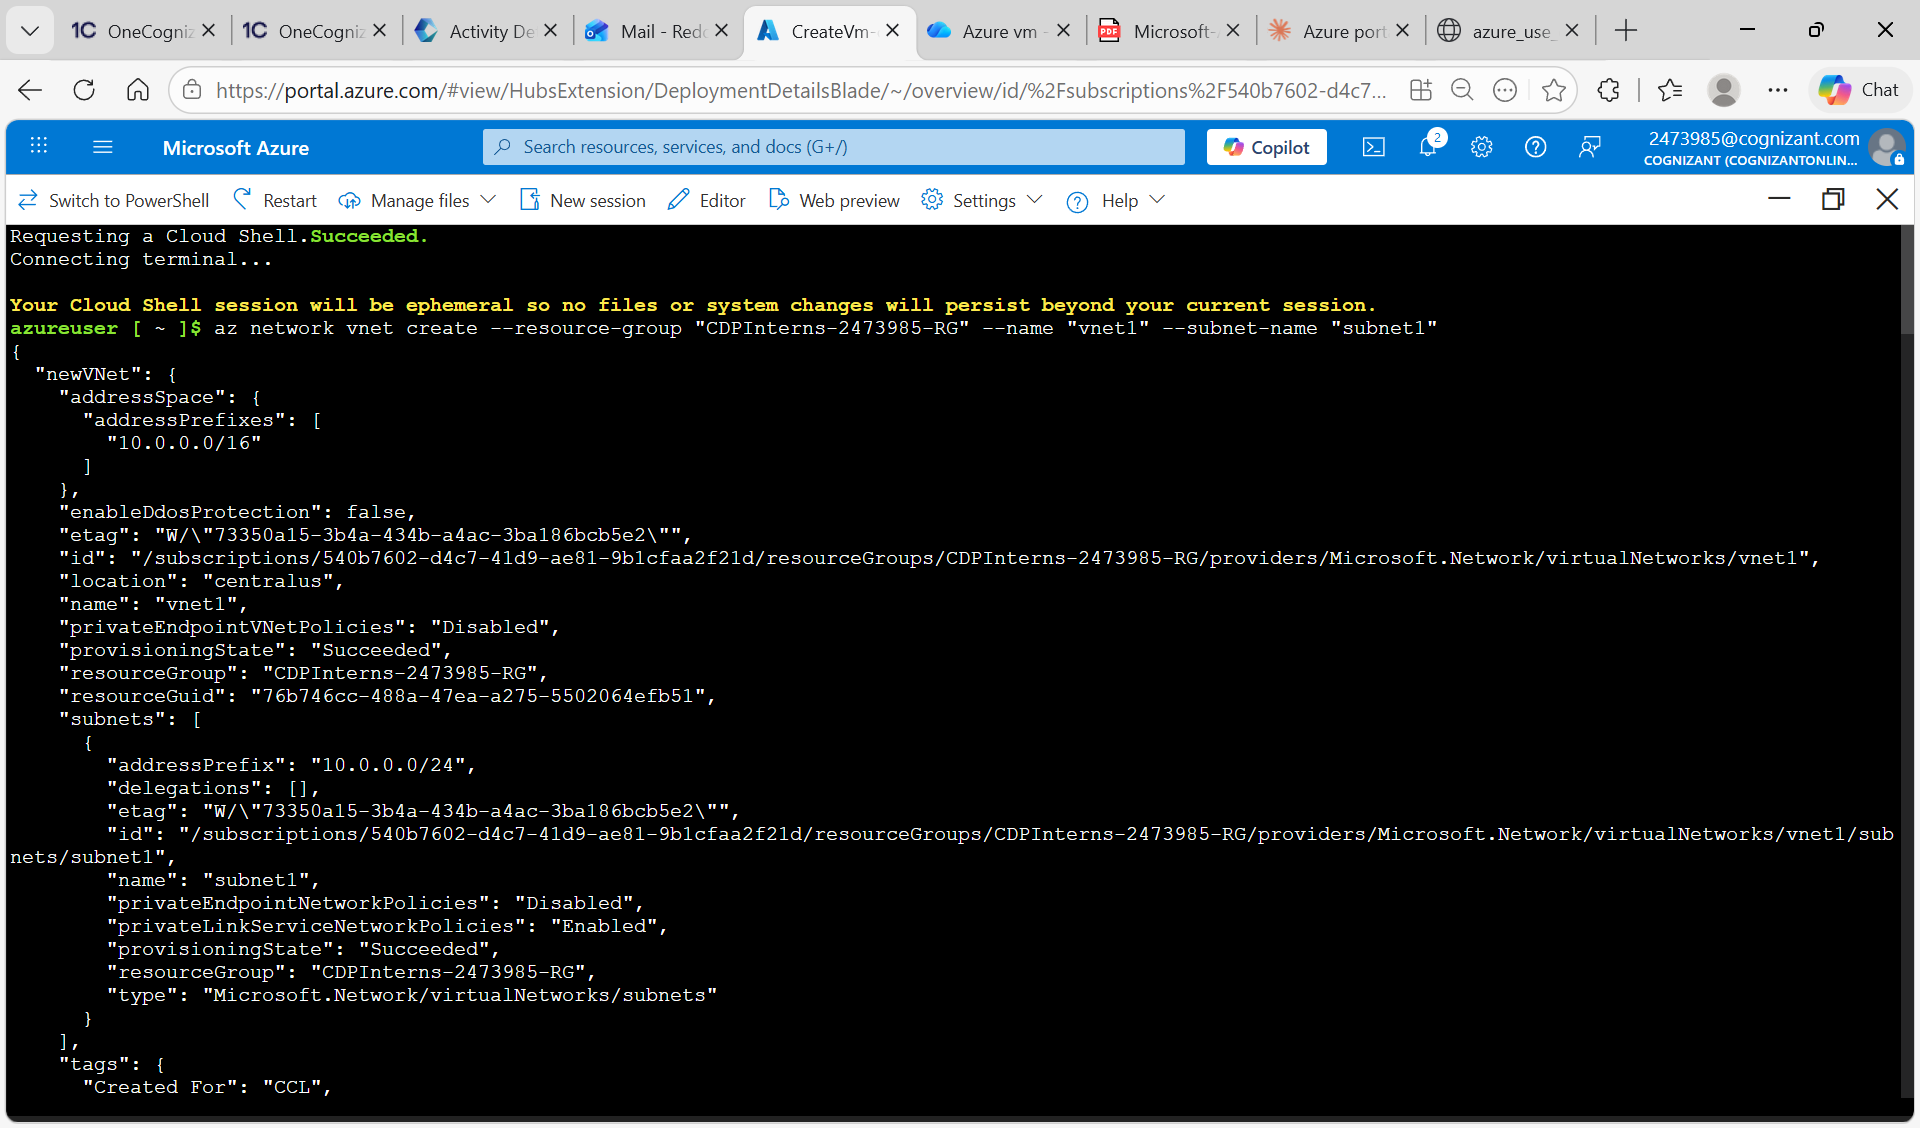 OneCogniz
OneCogniz
Activity De
Mail - Redd
CreateVm-
Azure vm -
Microsoft-
Azure port
azure_use_
https://portal.azure.com/#view/HubsExtension/DeploymentDetailsBlade/~/overview/id/%2Fsubscriptions%2F540b7602-d4c7...
Chat
Microsoft Azure
Search resources, services, and docs (G+/)
Copilot
2
2473985@cognizant.com
COGNIZANT (COGNIZANTONLIN...
Switch to PowerShell
Restart
Manage files
New session
Editor
Web preview
Settings
Help
Requesting a Cloud Shell.Succeeded.
Connecting terminal...
Your Cloud Shell session will be ephemeral so no files or system changes will persist beyond your current session.
azureuser [ ~ ]$ az network vnet create --resource-group "CDPInterns-2473985-RG" --name "vnet1" --subnet-name "subnet1"
{
"newVNet": {
"addressSpace": {
"addressPrefixes": [
"10.0.0.0/16"
]
},
"enableDdosProtection": false,
"etag": "W/\"73350a15-3b4a-434b-a4ac-3ba186bcb5e2\"",
"id": "/subscriptions/540b7602-d4c7-41d9-ae81-9b1cfaa2f21d/resourceGroups/CDPInterns-2473985-RG/providers/Microsoft.Network/virtualNetworks/vnet1",
"location": "centralus",
"name": "vnet1",
"privateEndpointVNetPolicies": "Disabled",
"provisioningState": "Succeeded",
"resourceGroup": "CDPInterns-2473985-RG",
"resourceGuid": "76b746cc-488a-47ea-a275-5502064efb51",
"subnets": [
{
"addressPrefix": "10.0.0.0/24",
"delegations": [],
"etag": "W/\"73350a15-3b4a-434b-a4ac-3ba186bcb5e2\"",
"id": "/subscriptions/540b7602-d4c7-41d9-ae81-9b1cfaa2f21d/resourceGroups/CDPInterns-2473985-RG/providers/Microsoft.Network/virtualNetworks/vnet1/sub
nets/subnet1",
"name": "subnet1",
"privateEndpointNetworkPolicies": "Disabled",
"privateLinkServiceNetworkPolicies": "Enabled",
"provisioningState": "Succeeded",
"resourceGroup": "CDPInterns-2473985-RG",
"type": "Microsoft.Network/virtualNetworks/subnets"
}
],
"tags": {
"Created For": "CCL",